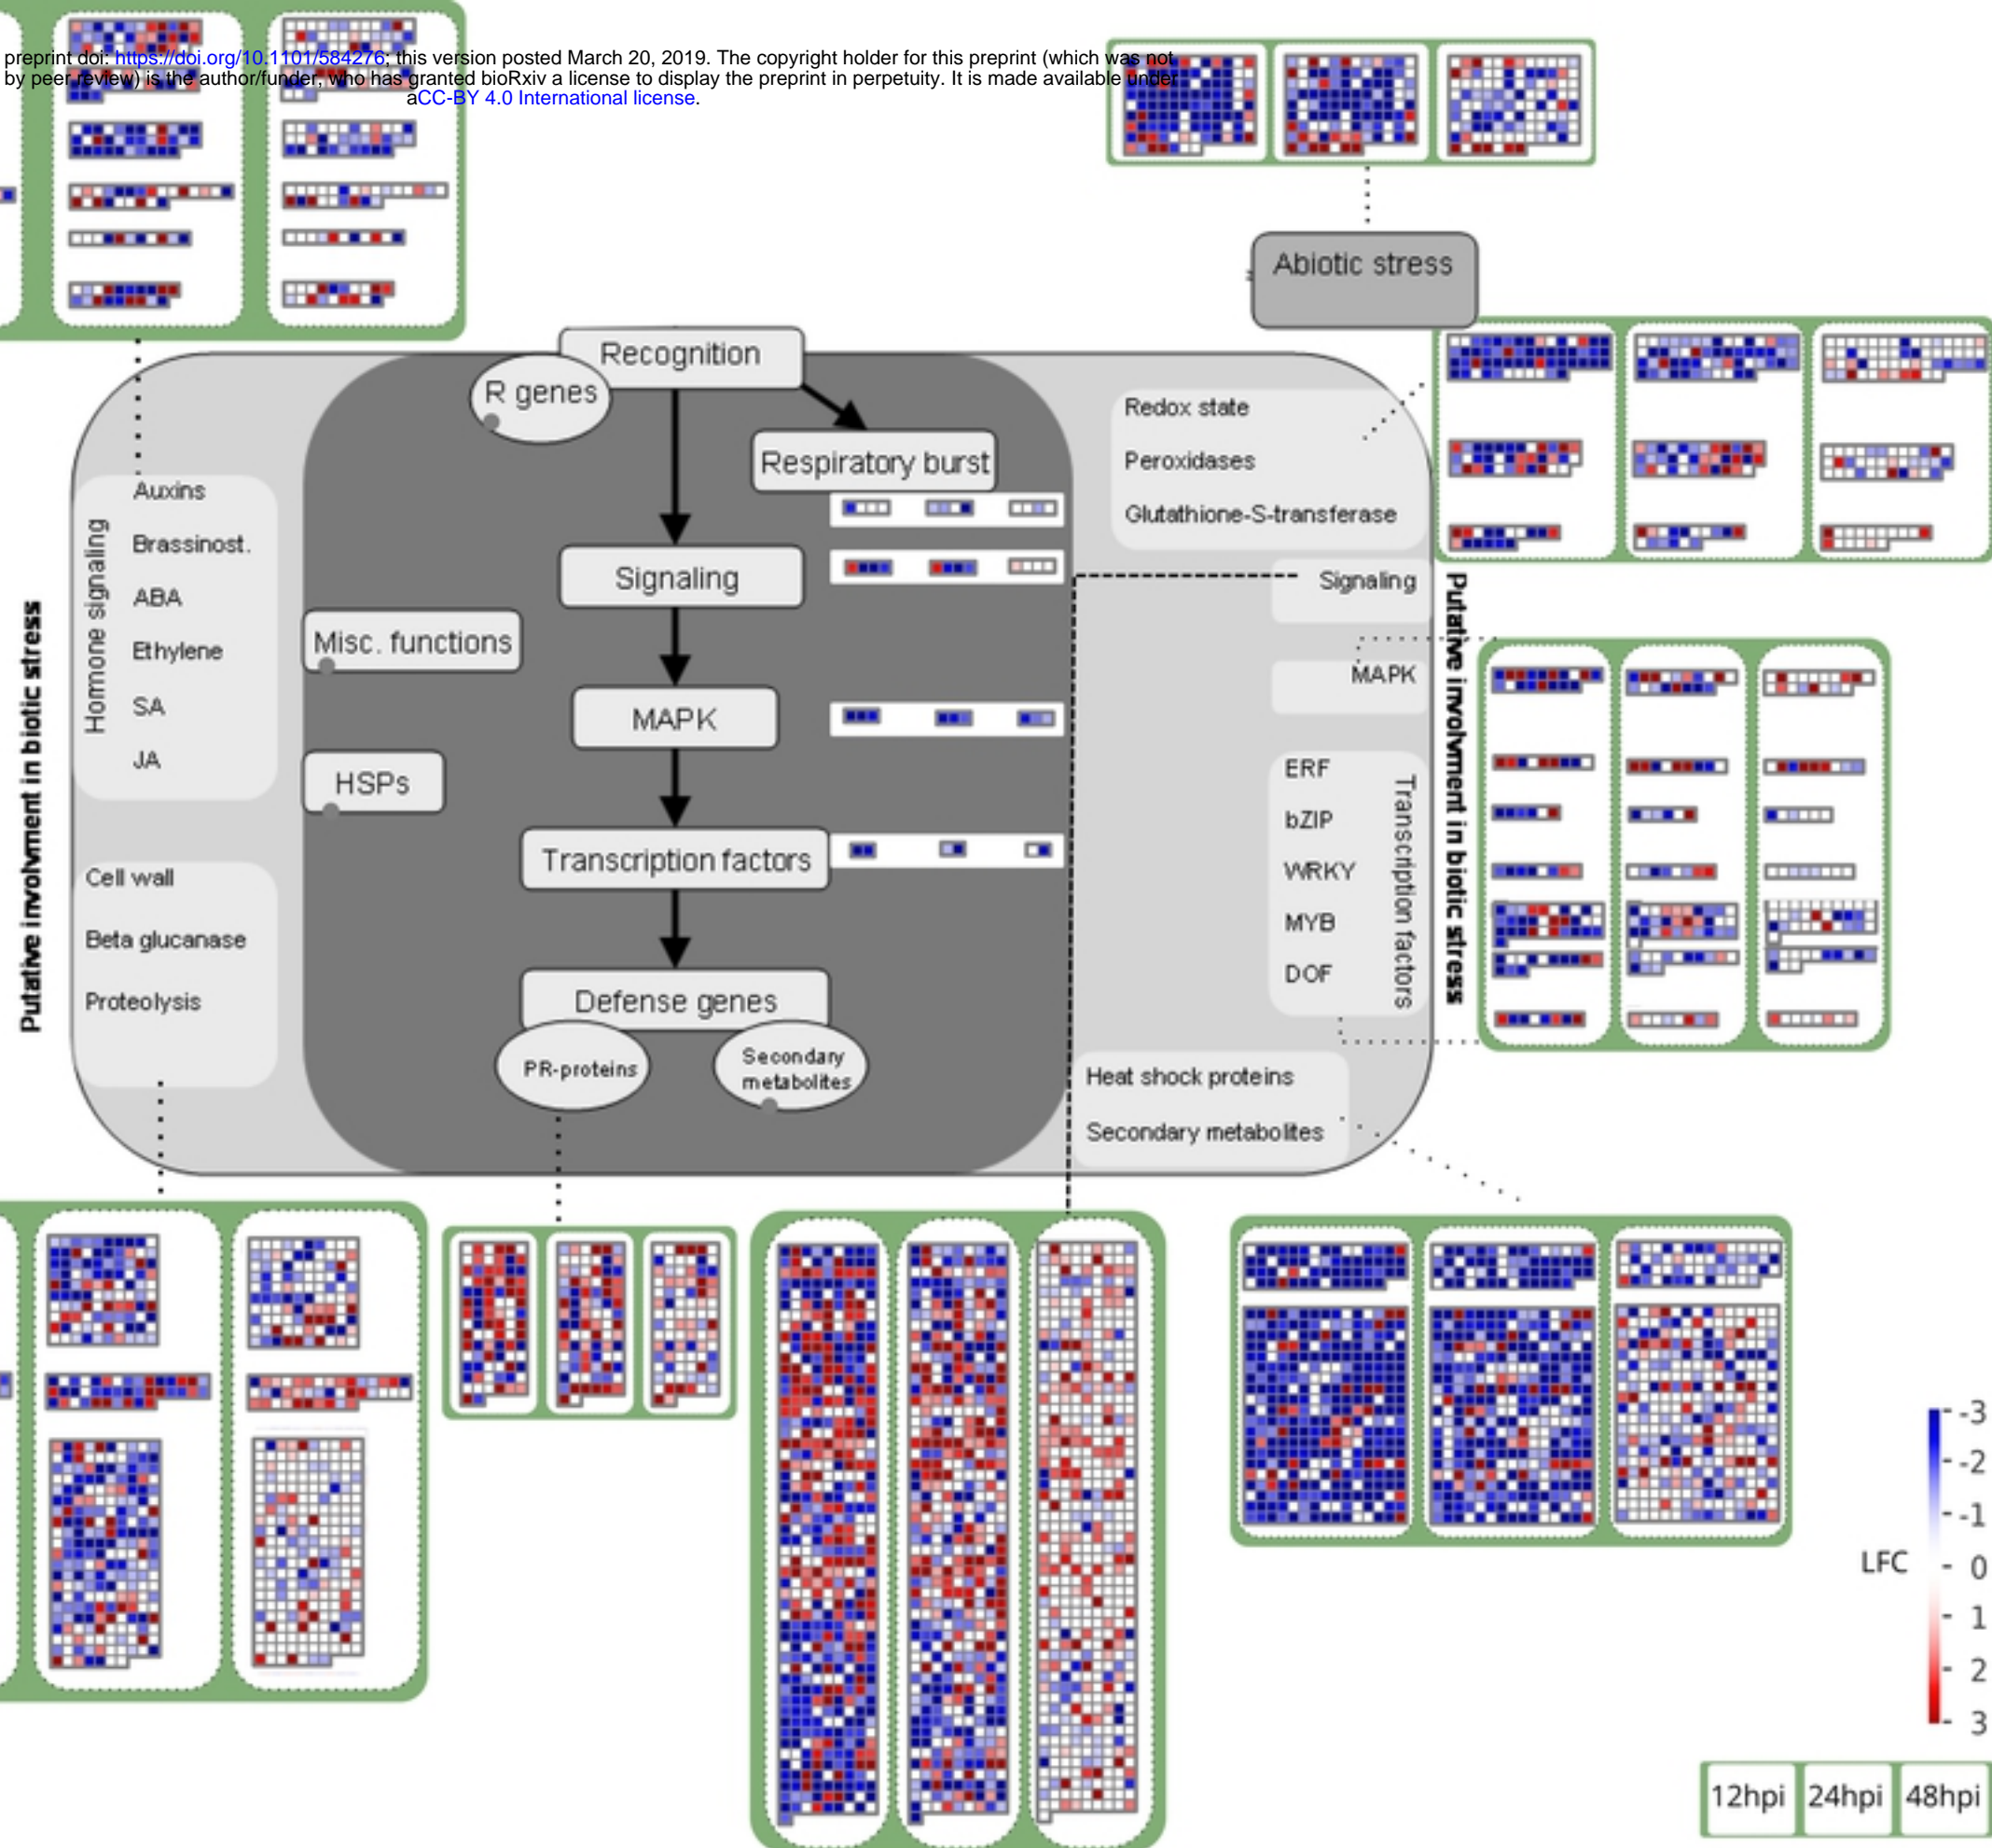 preprint doi: https://doi.org/10.1101/584276; this version posted March 20, 2019. The copyright holder for this preprint (which was not
by peer review) is the author/funder, who has granted bioRxiv a license to display the preprint in perpetuity. It is made available under
aCC-BY 4.0 International license.
Abiotic stress
Recognition
R genes
Respiratory burst
Signaling
Misc. functions
MAPK
HSPs
Transcription factors
Defense genes
PR-proteins
Secondary
metabolites
Putative involvment in biotic stress
Hormone signaling
Auxins
Brassinost.
ABA
Ethylene
SA
JA
Cell wall
Beta glucanase
Proteolysis
Redox state
Peroxidases
Glutathione-S-transferase
Signaling
MAPK
ERF
bZIP
WRKY
MYB
DOF
Transcription factors
Putative involvment in biotic stress
Heat shock proteins
Secondary metabolites
LFC
-3
-2
-1
0
1
2
3
12hpi 24hpi 48hpi